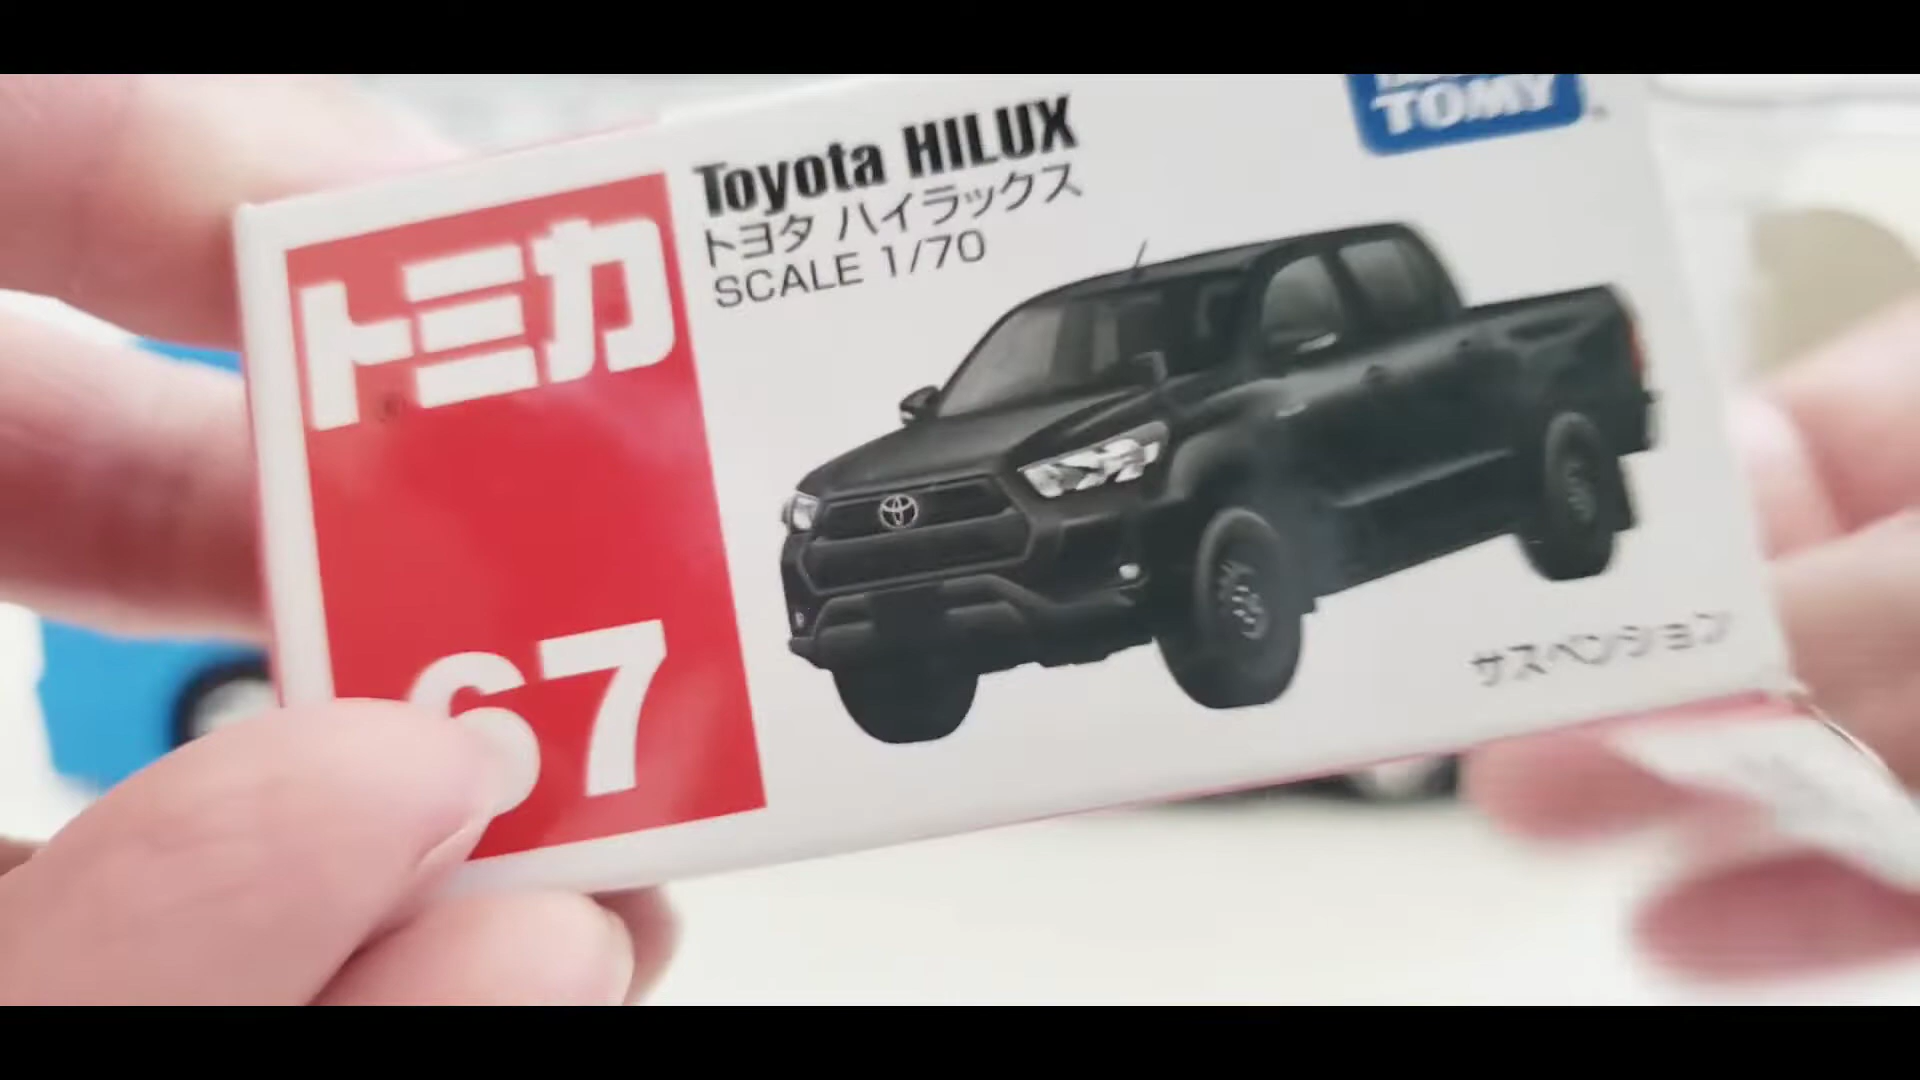 トミカ
67
Toyota HILUX
トヨタ ハイラックス
SCALE 1/70
TOMY
サスペンション